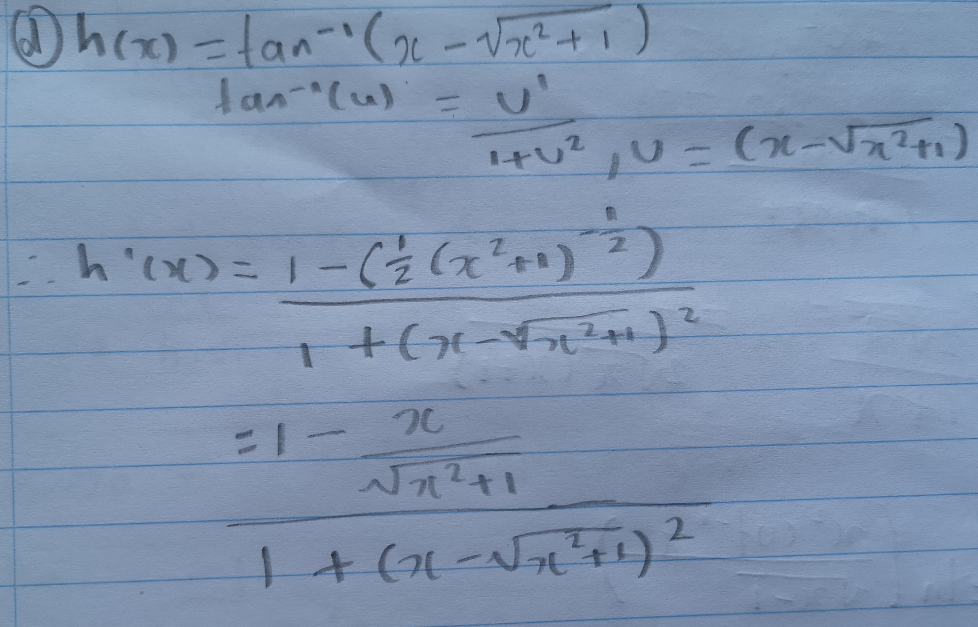 (d) h(x) = tan⁻¹(x − √(x²+1))
tan⁻¹(u) = u'/(1+u²), u = (x−√(x²+1))
∴ h'(x) = (1 − (½(x²+1)^(−1/2)))/(1 + (x−√(x²+1))²)
= (1 − x/√(x²+1))/(1 + (x−√(x²+1))²)